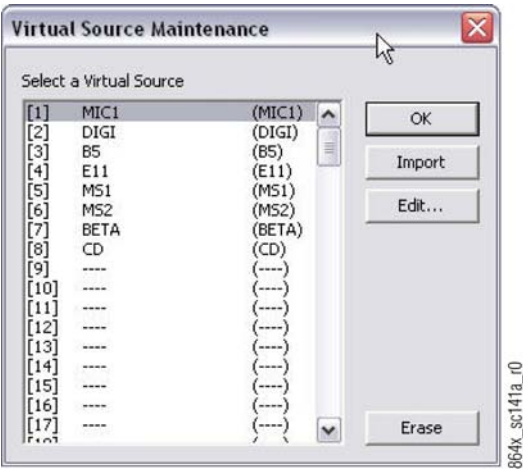 Virtual Source Maintenance
Select a Virtual Source
[1] MIC1 (MIC1)
[2] DIGI (DIGI)
[3] B5 (B5)
[4] E11 (E11)
[5] MS1 (MS1)
[6] MS2 (MS2)
[7] BETA (BETA)
[8] CD (CD)
[9] ---- (----)
[10] ---- (----)
[11] ---- (----)
[12] ---- (----)
[13] ---- (----)
[14] ---- (----)
[15] ---- (----)
[16] ---- (----)
[17] ---- (----)
OK
Import
Edit...
Erase
864x_sc141a_r0